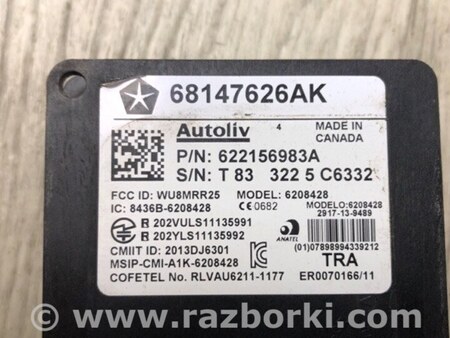 68147626AK
Autoliv 4 MADE IN CANADA
P/N: 622156983A
S/N: T 83 322 5 C6332
FCC ID: WU8MRR25 MODEL: 6208428
IC: 8436B-6208428 CE0682 MODELO:6208428
2917-13-9489
R 202VULS11135991
R 202YLS11135992
ANATEL
(01)07898994339212
CMIIT ID: 2013DJ6301
MSIP-CMI-A1K-6208428 TRA
COFETEL No. RLVAU6211-1177 ER0070166/11
© www.razborki.com